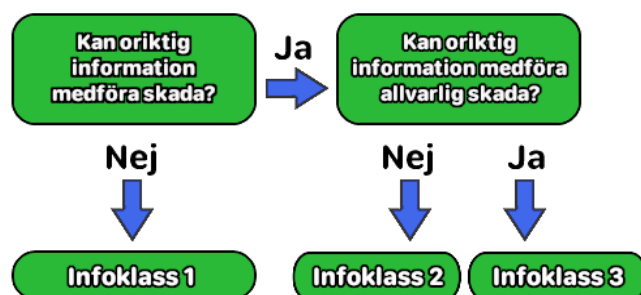 Kan oriktig
information
medföra skada?
Ja
Kan oriktig
information medföra
allvarlig skada?
Nej
Nej
Ja
Infoklass 1
Infoklass 2
Infoklass 3